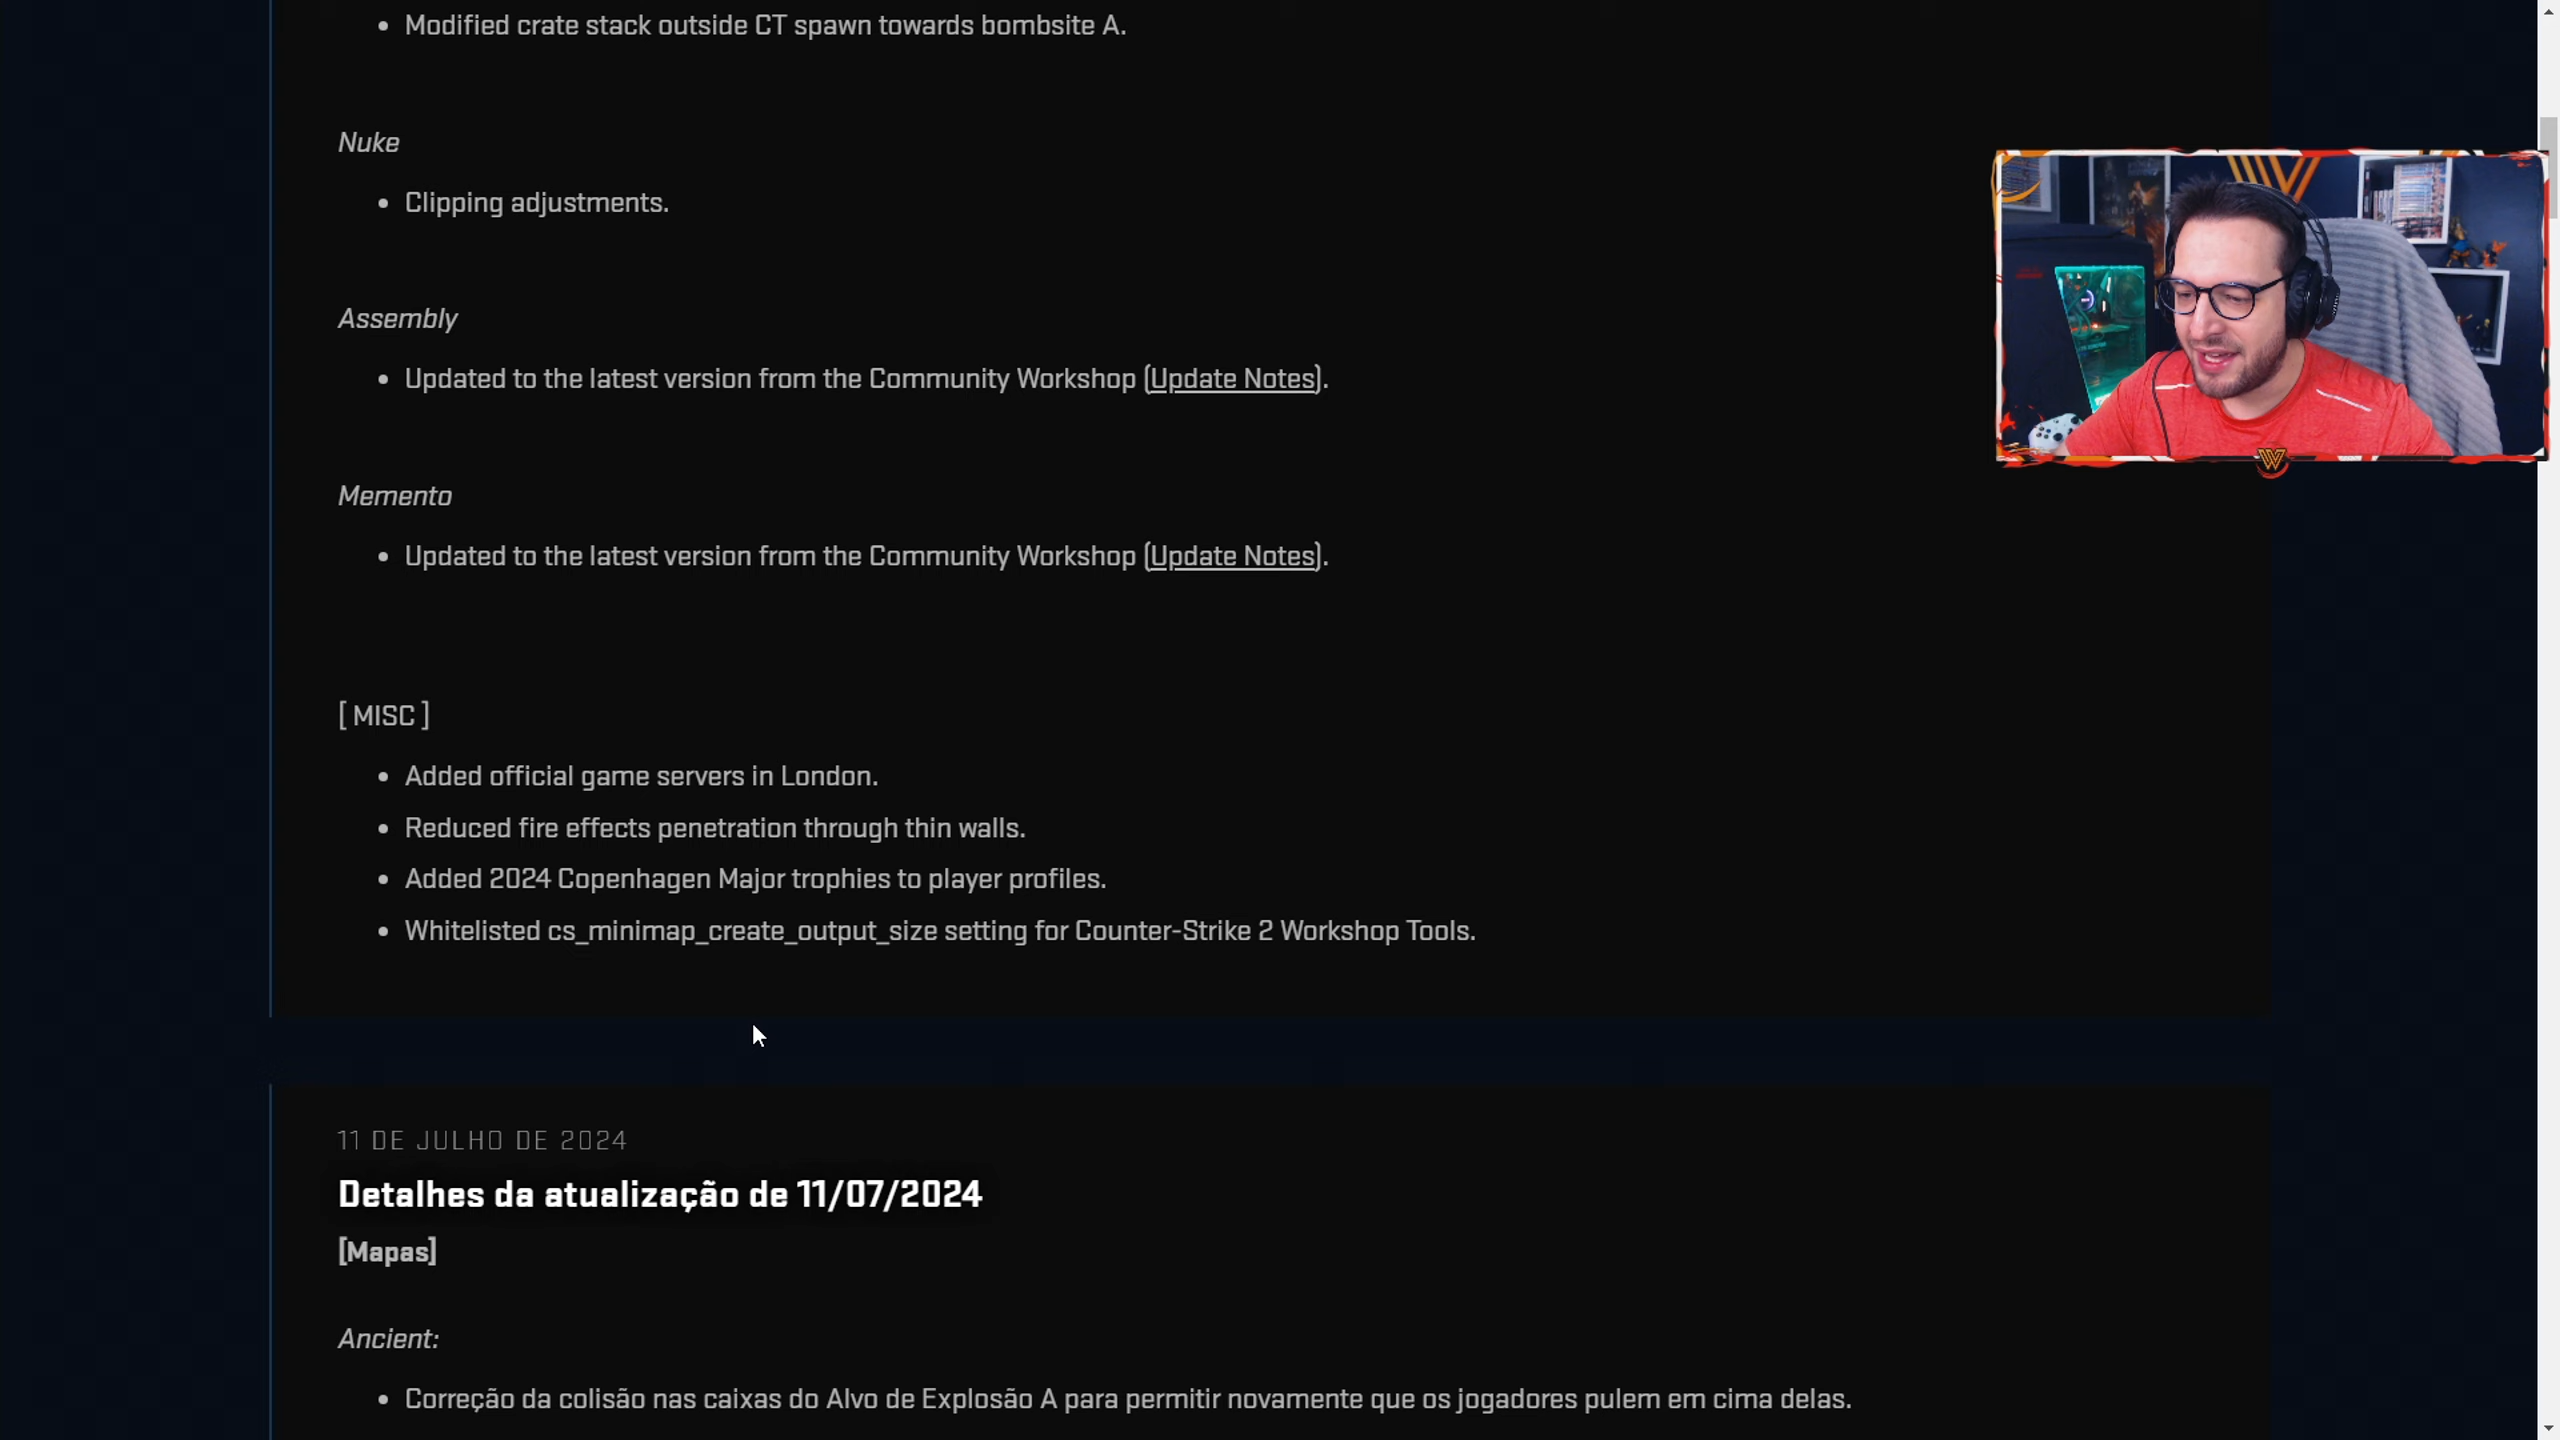 • Modified crate stack outside CT spawn towards bombsite A.
Nuke
• Clipping adjustments.
Assembly
• Updated to the latest version from the Community Workshop (Update Notes).
Memento
• Updated to the latest version from the Community Workshop (Update Notes).
[ MISC ]
• Added official game servers in London.
• Reduced fire effects penetration through thin walls.
• Added 2024 Copenhagen Major trophies to player profiles.
• Whitelisted cs_minimap_create_output_size setting for Counter-Strike 2 Workshop Tools.
11 DE JULHO DE 2024
Detalhes da atualização de 11/07/2024
[Mapas]
Ancient:
• Correção da colisão nas caixas do Alvo de Explosão A para permitir novamente que os jogadores pulem em cima delas.